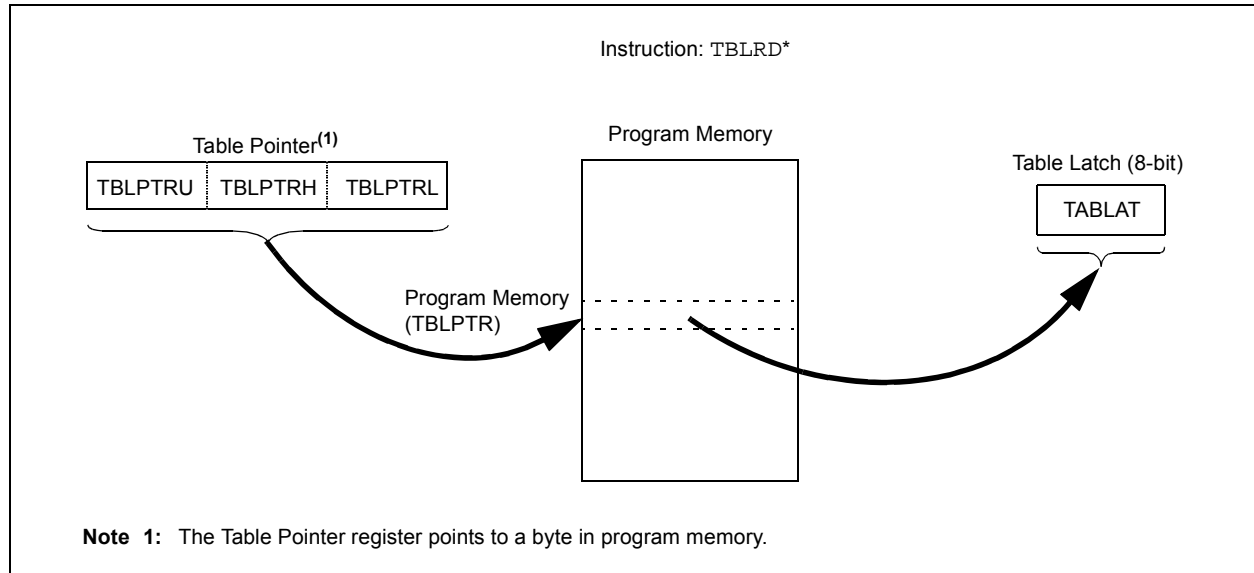 Instruction: TBLRD*
Table Pointer(1)
TBLPTRU TBLPTRH TBLPTRL
Program Memory
Table Latch (8-bit)
TABLAT
Program Memory
(TBLPTR)
Note 1: The Table Pointer register points to a byte in program memory.